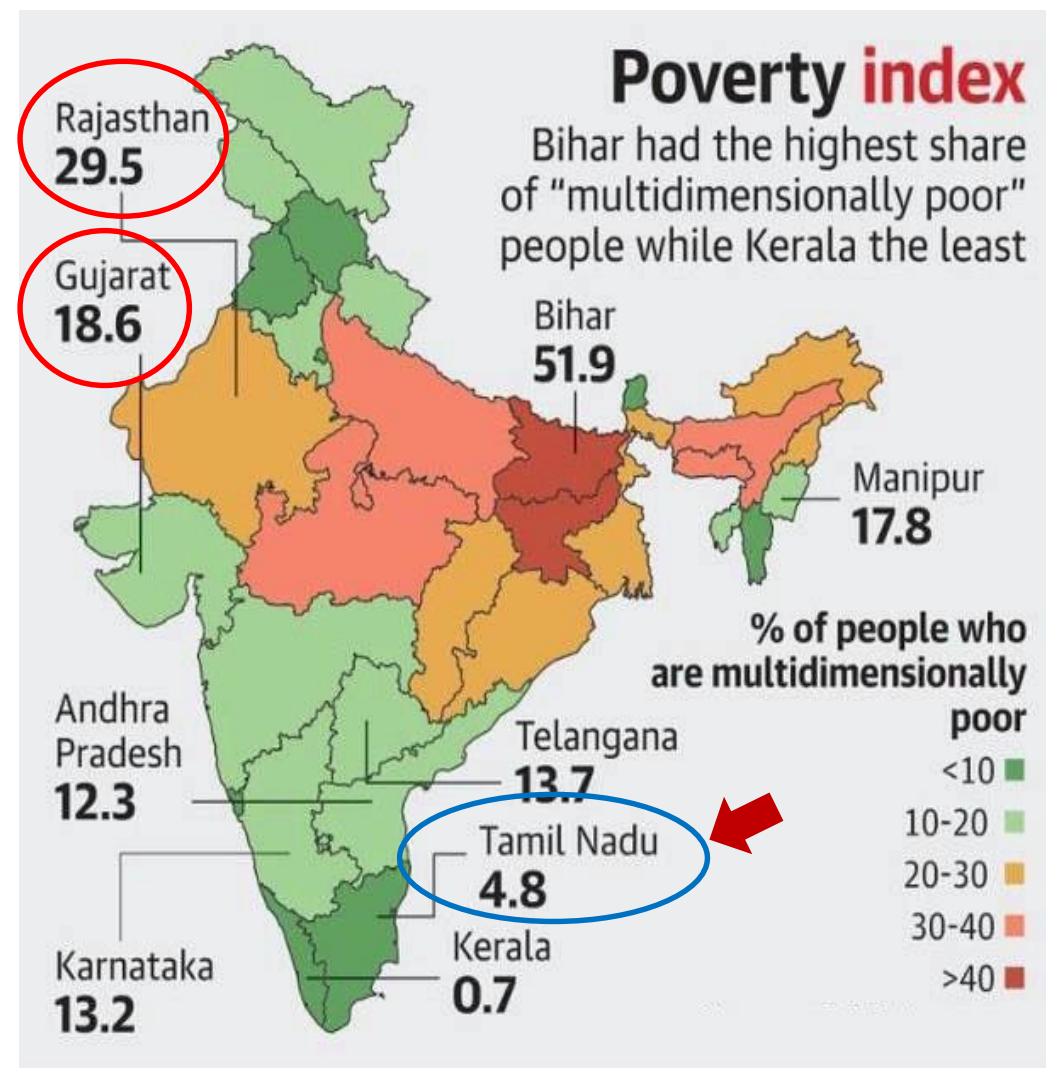 Poverty index
Bihar had the highest share
of “multidimensionally poor”
people while Kerala the least
Rajasthan
29.5
Gujarat
18.6
Bihar
51.9
Manipur
17.8
Andhra
Pradesh
12.3
Telangana
13.7
Tamil Nadu
4.8
Karnataka
13.2
Kerala
0.7
% of people who
are multidimensionally
poor
<10
10-20
20-30
30-40
>40